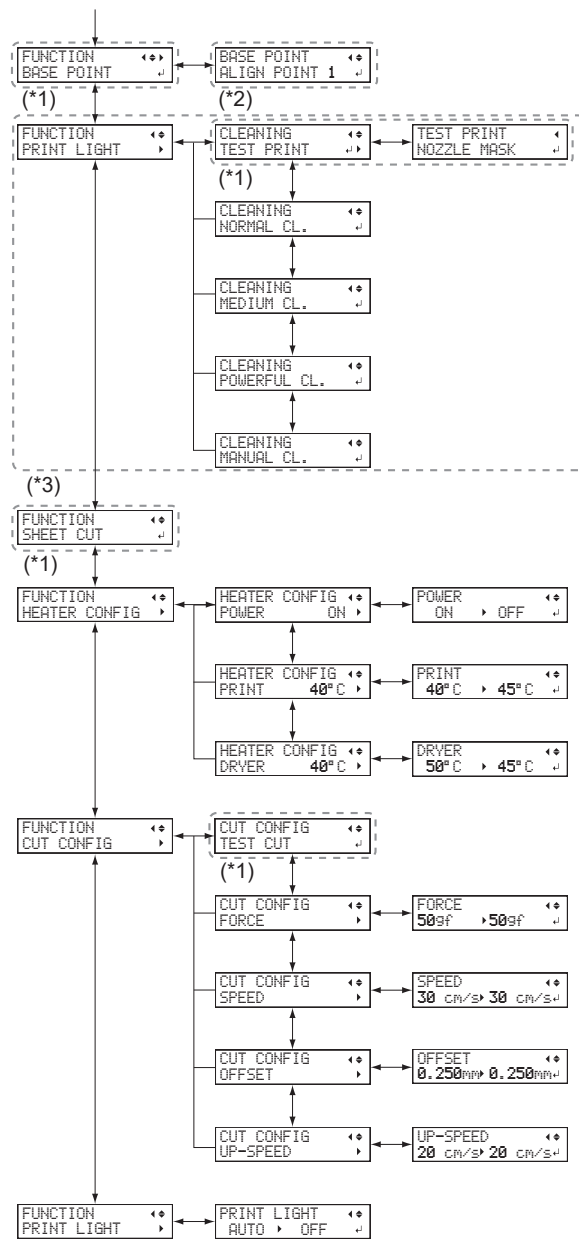 FUNCTION
BASE POINT
BASE POINT
ALIGN POINT 1
(*1)
(*2)
FUNCTION
PRINT LIGHT
CLEANING
TEST PRINT
TEST PRINT
NOZZLE MASK
(*1)
CLEANING
NORMAL CL.
CLEANING
MEDIUM CL.
CLEANING
POWERFUL CL.
CLEANING
MANUAL CL.
(*3)
FUNCTION
SHEET CUT
(*1)
FUNCTION
HEATER CONFIG
HEATER CONFIG
POWER ON
POWER
ON OFF
HEATER CONFIG
PRINT 40°C
PRINT
40°C 45°C
HEATER CONFIG
DRYER 40°C
DRYER
50°C 45°C
FUNCTION
CUT CONFIG
CUT CONFIG
TEST CUT
(*1)
CUT CONFIG
FORCE
FORCE
50gf 50gf
CUT CONFIG
SPEED
SPEED
30 cm/s 30 cm/s
CUT CONFIG
OFFSET
OFFSET
0.250mm 0.250mm
CUT CONFIG
UP-SPEED
UP-SPEED
20 cm/s 20 cm/s
FUNCTION
PRINT LIGHT
PRINT LIGHT
AUTO OFF